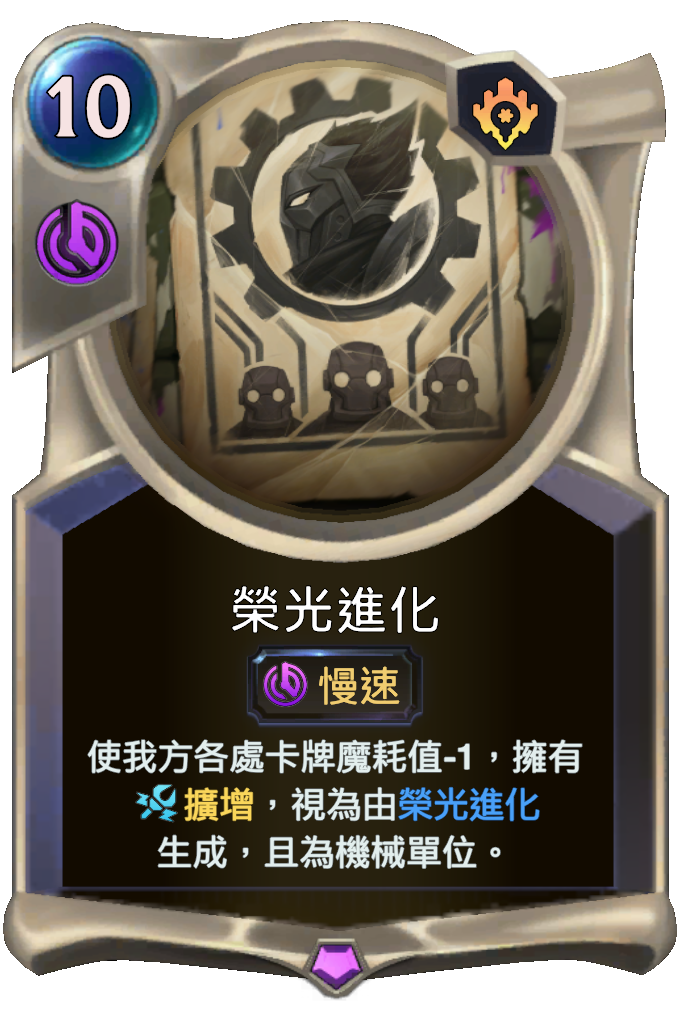 10
榮光進化
慢速
使我方各處卡牌魔耗值-1，擁有
擴增，視為由榮光進化
生成，且為機械單位。